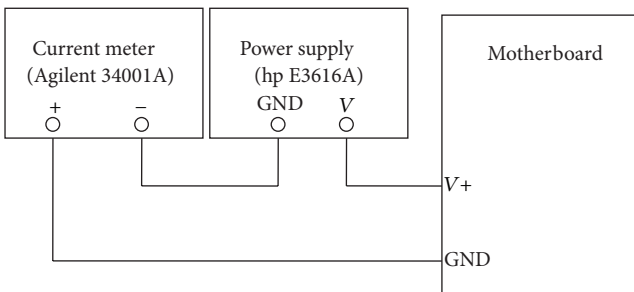 Current meter
(Agilent 34001A)
+ −
Power supply
(hp E3616A)
GND V
Motherboard
V+
GND